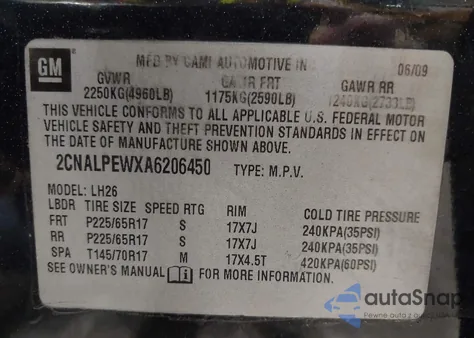 GM
MFD BY CAMI AUTOMOTIVE IN
06/09
GVWR GAWR FRT GAWR RR
2250KG(4960LB) 1175KG(2590LB) 1240KG(2733LB)
THIS VEHICLE CONFORMS TO ALL APPLICABLE U.S. FEDERAL MOTOR
VEHICLE SAFETY AND THEFT PREVENTION STANDARDS IN EFFECT ON
THE DATE OF MANUFACTURE SHOWN ABOVE.
2CNALPEWXA6206450 TYPE: M.P.V.
MODEL: LH26
LBDR TIRE SIZE SPEED RTG RIM COLD TIRE PRESSURE
FRT P225/65R17 S 17X7J 240KPA(35PSI)
RR P225/65R17 S 17X7J 240KPA(35PSI)
SPA T145/70R17 M 17X4.5T 420KPA(60PSI)
SEE OWNER'S MANUAL FOR MORE INFORMATION.
autoSnap